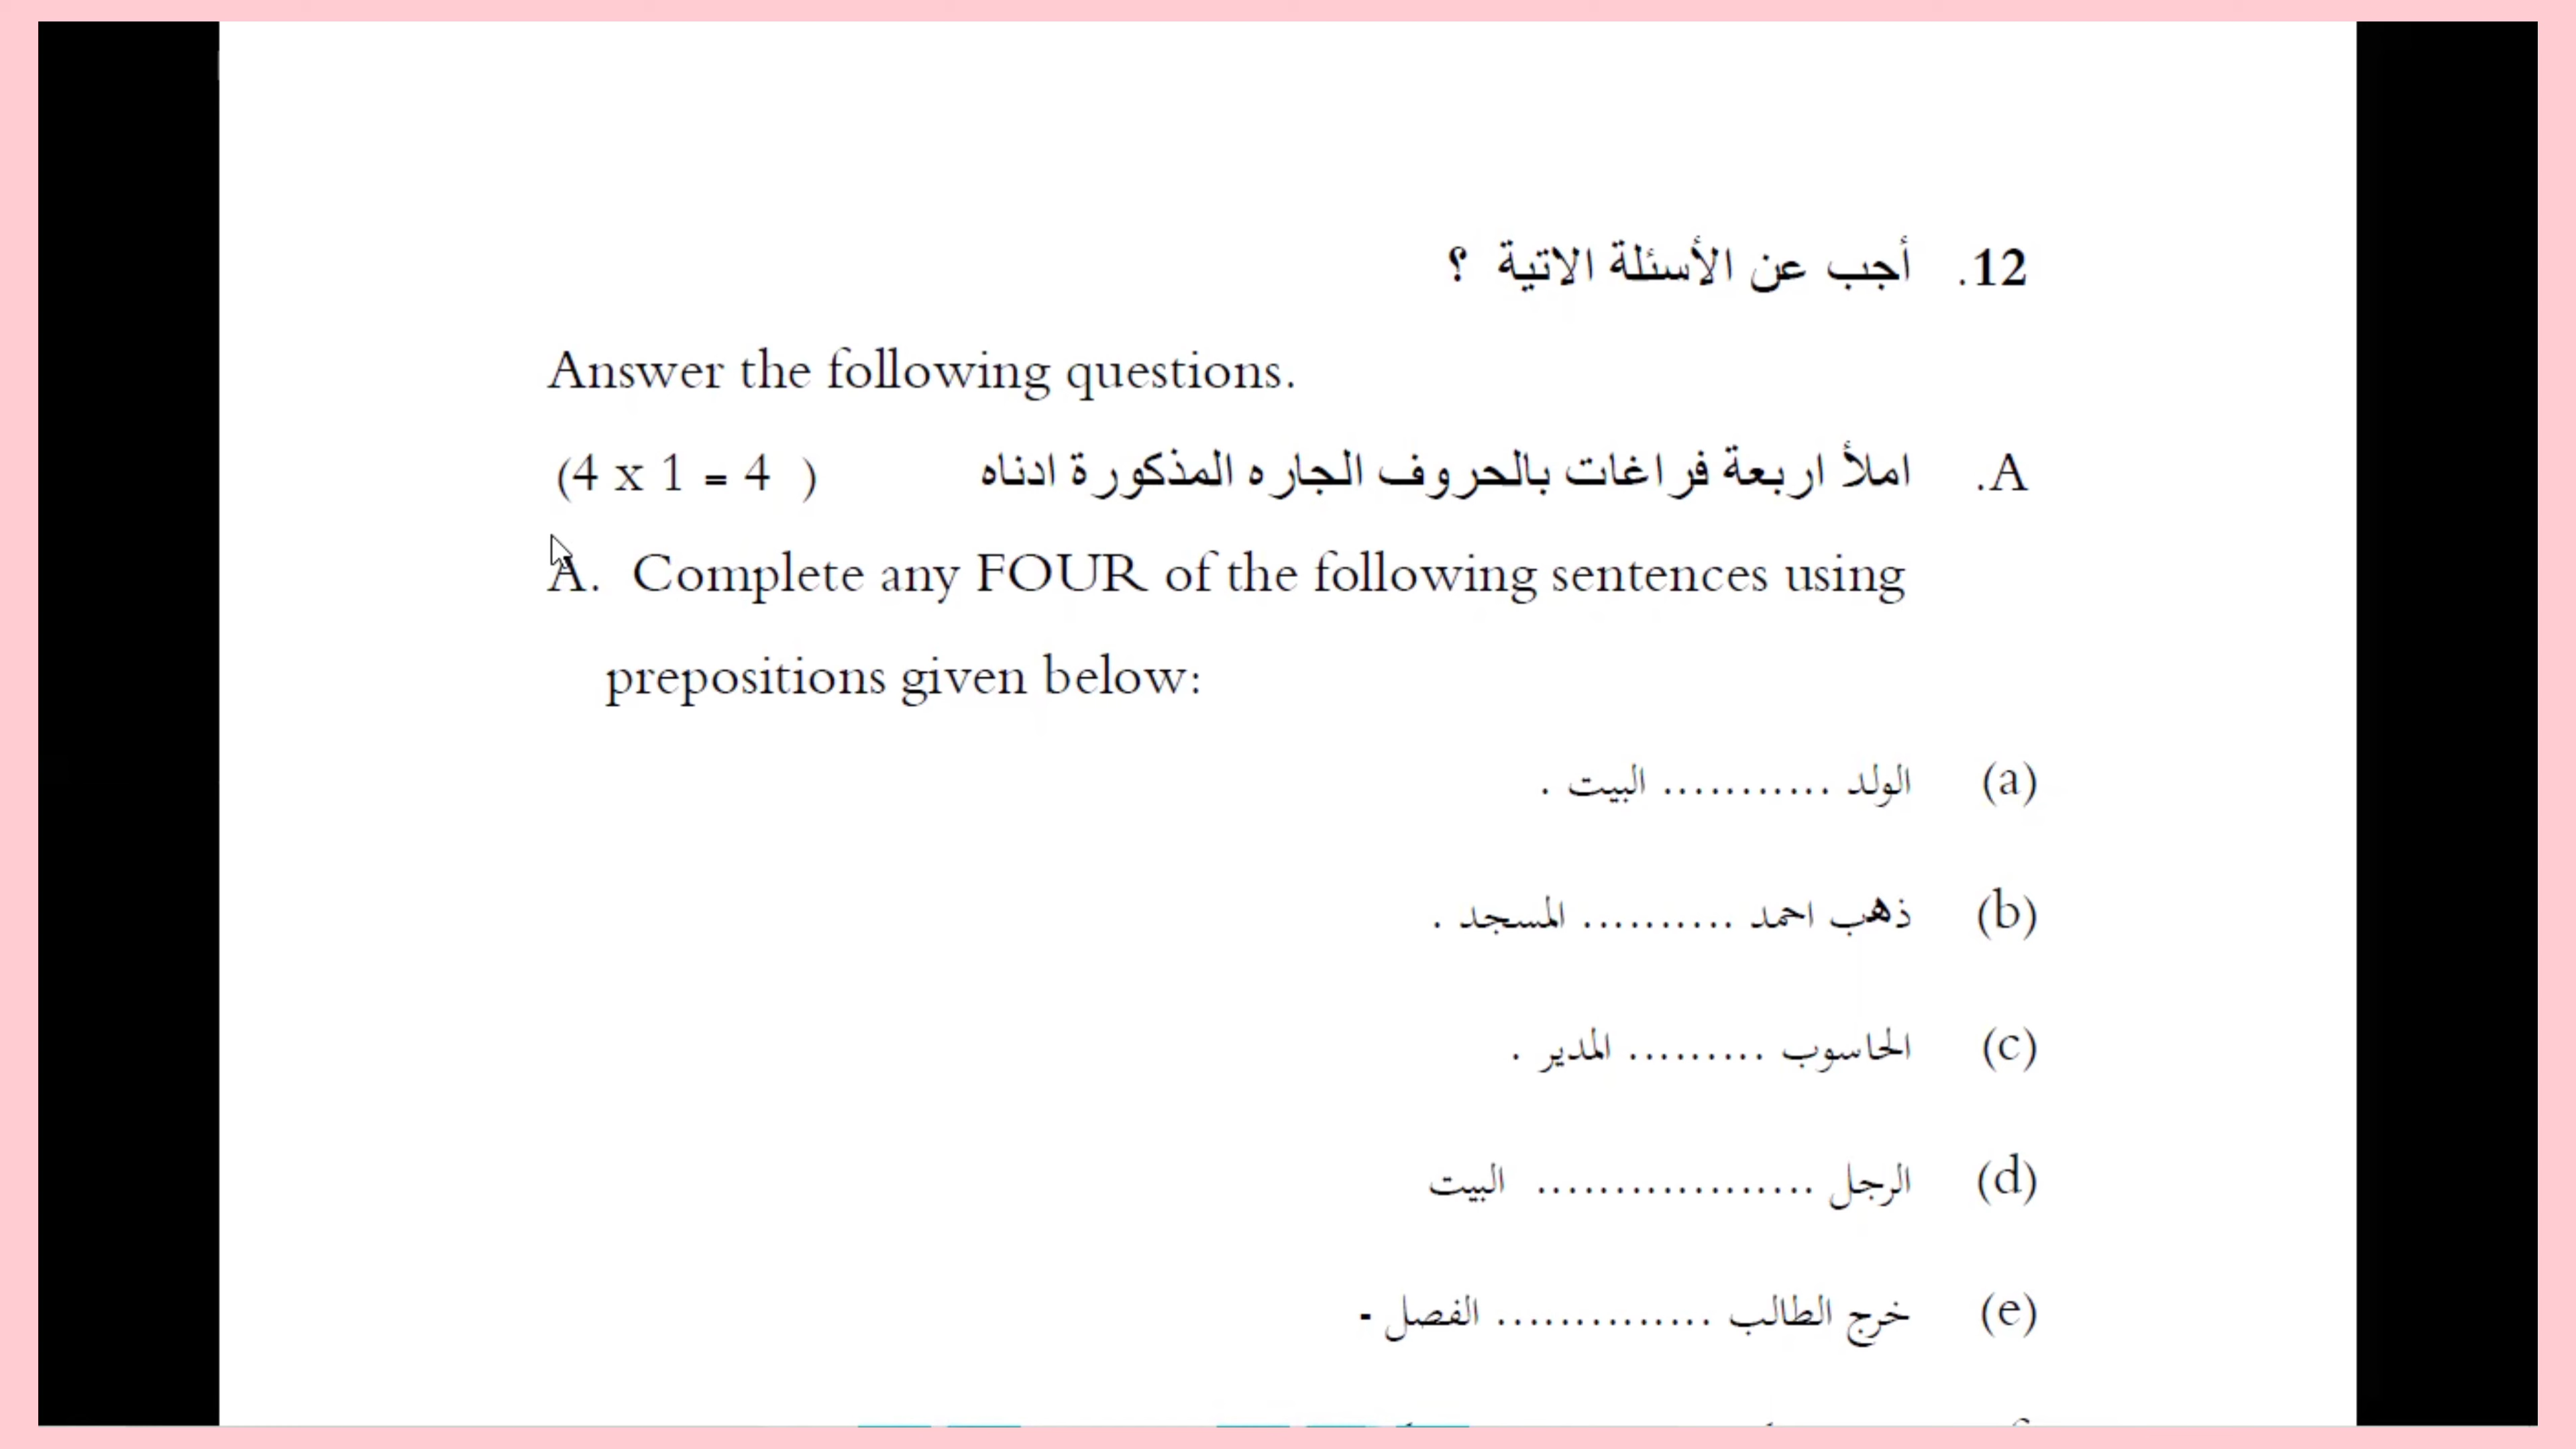 12. أجب عن الأسئلة الاتية ؟
Answer the following questions.
A. املأ اربعة فراغات بالحروف الجاره المذكورة ادناه (4 x 1 = 4 )
A. Complete any FOUR of the following sentences using
prepositions given below:
(a) الولد ........... البيت .
(b) ذهب احمد .......... المسجد .
(c) الحاسوب ......... المدير .
(d) الرجل .................. البيت
(e) خرج الطالب .............. الفصل -